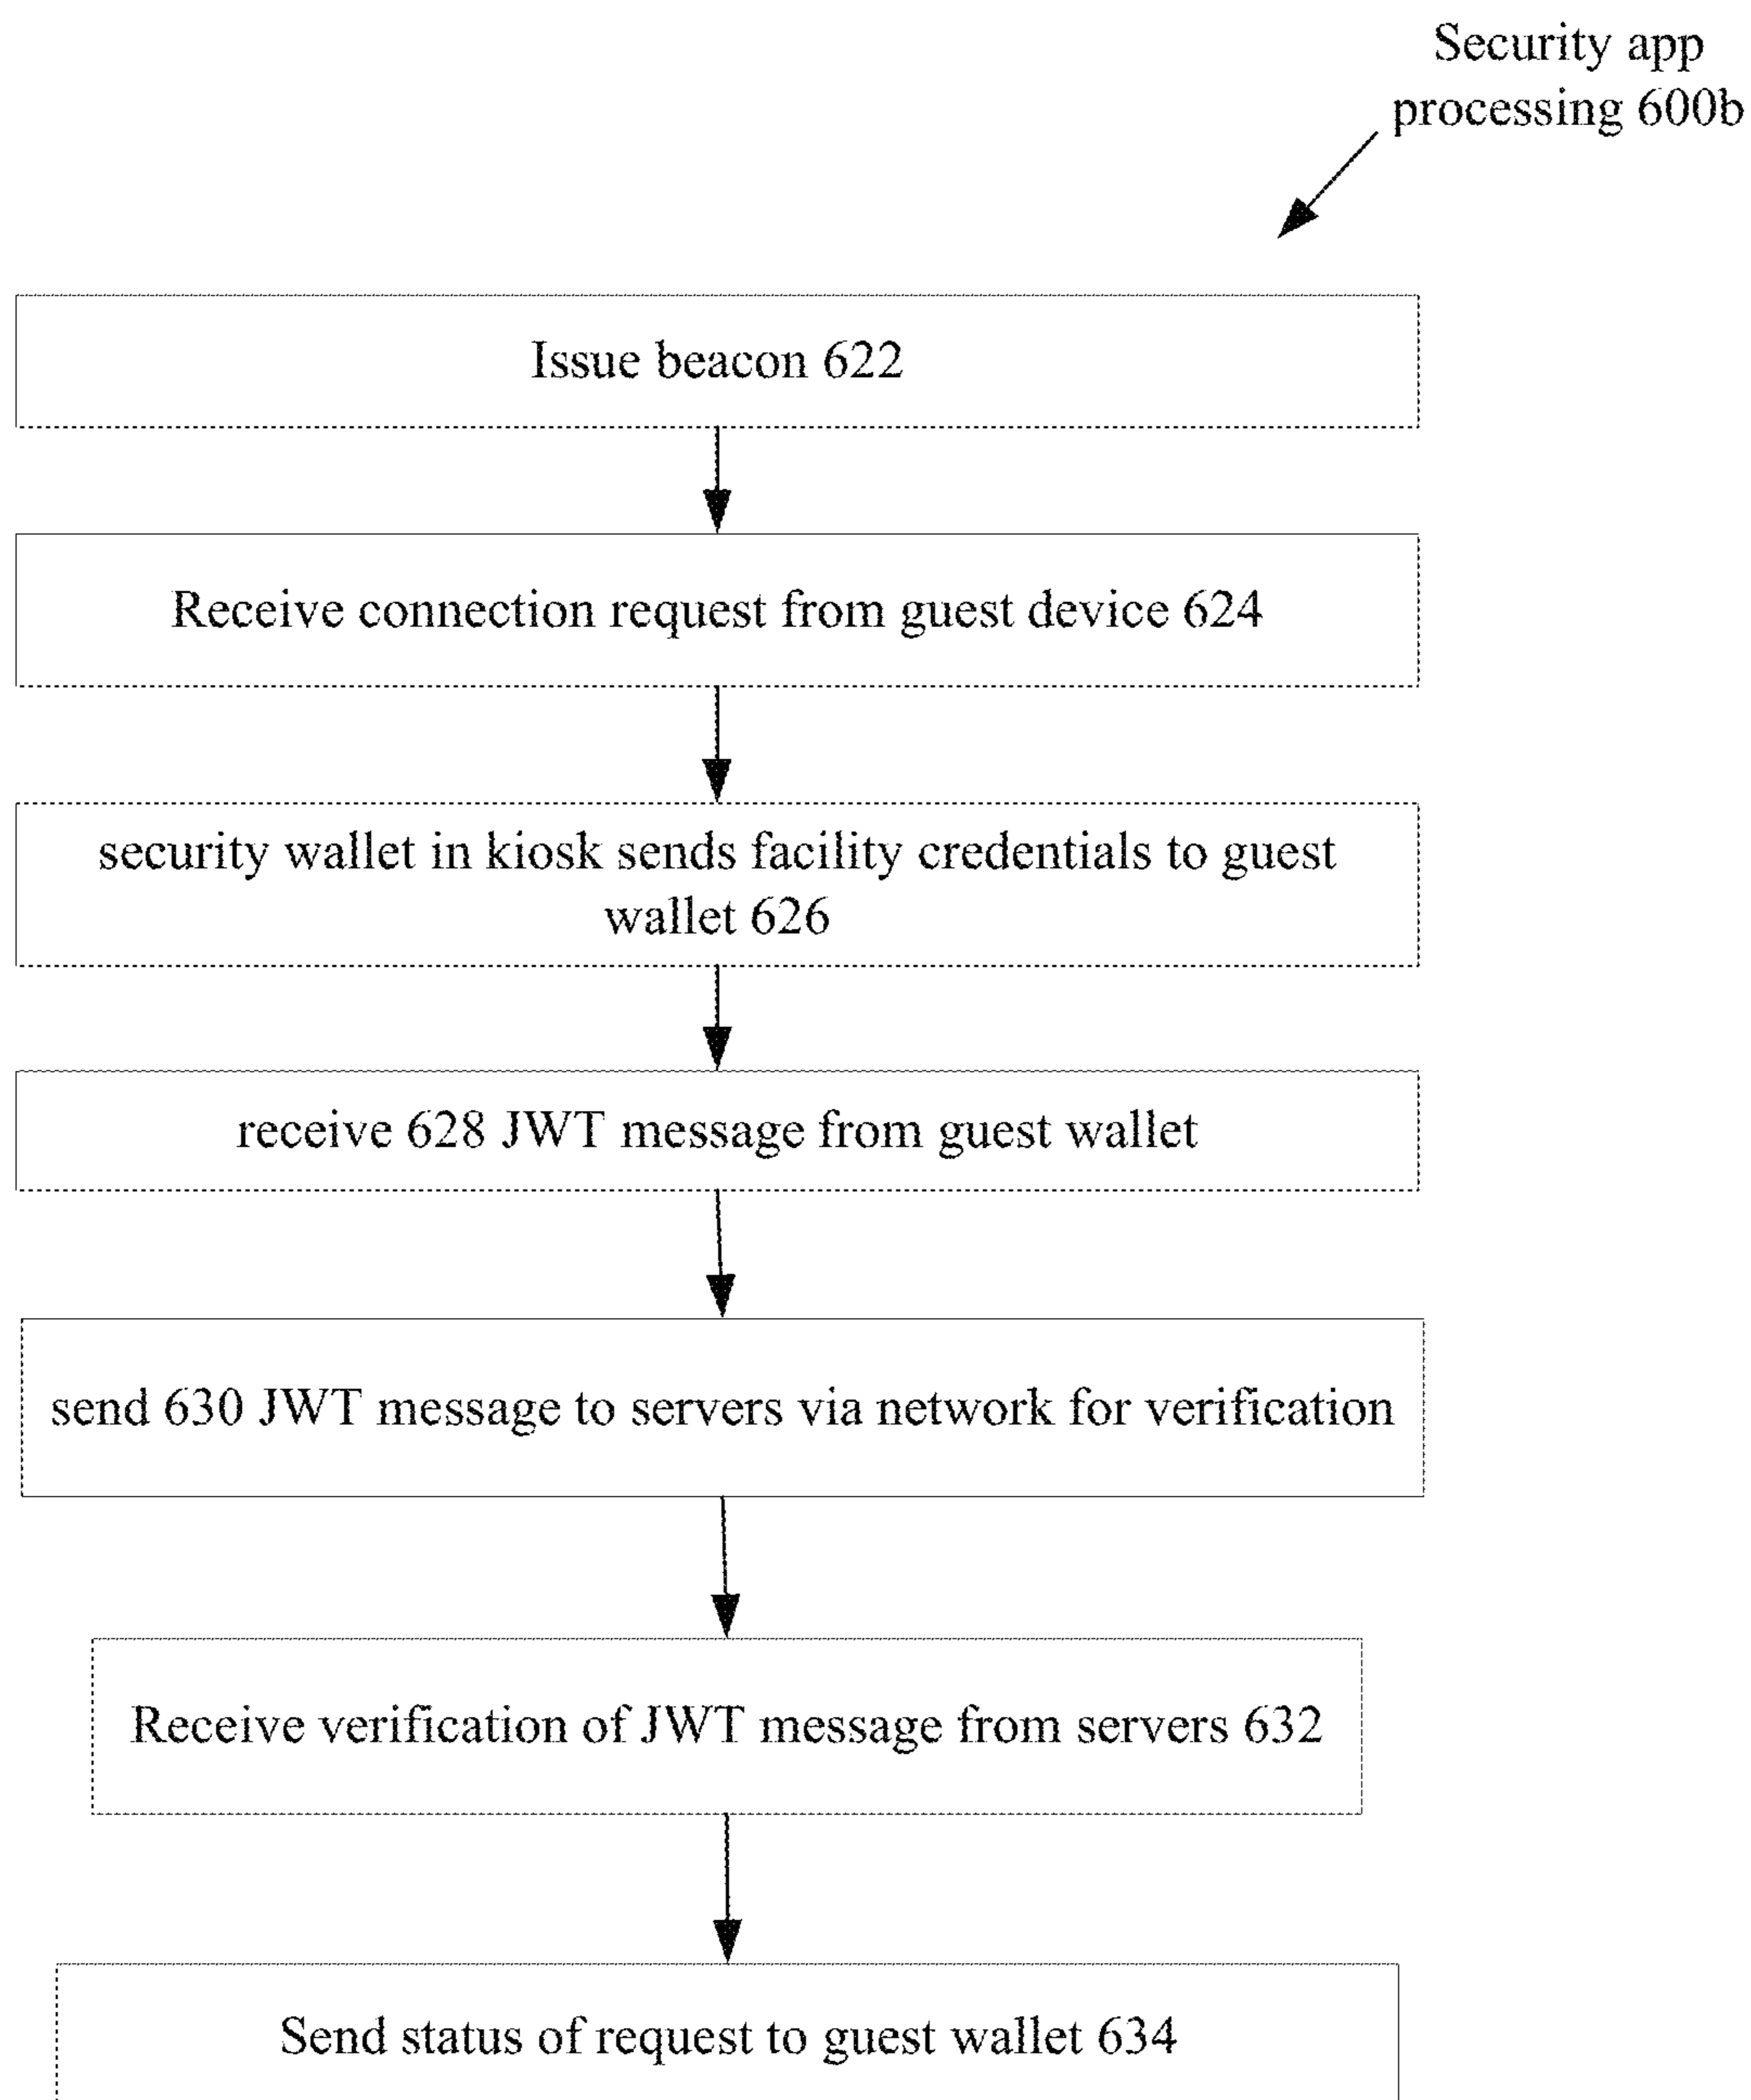 Security app
processing 600b
Issue beacon 622
Receive connection request from guest device 624
security wallet in kiosk sends facility credentials to guest
wallet 626
receive 628 JWT message from guest wallet
send 630 JWT message to servers via network for verification
Receive verification of JWT message from servers 632
Send status of request to guest wallet 634